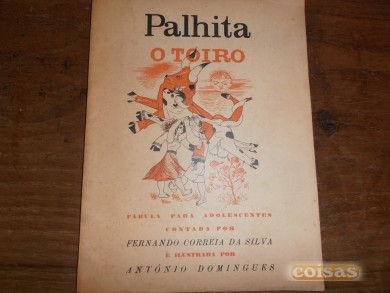 Palhita
O TOIRO
FÁBULA PARA ADOLESCENTES
CONTADA POR
FERNANDO CORREIA DA SILVA
E ILUSTRADA POR
ANTÓNIO DOMINGUES
coisas